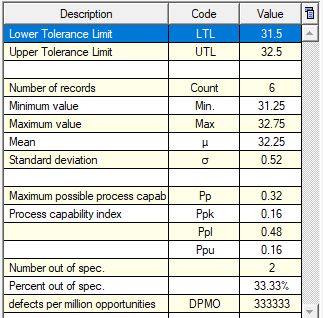 Description Code Value
Lower Tolerance Limit LTL 31.5
Upper Tolerance Limit UTL 32.5
Number of records Count 6
Minimum value Min. 31.25
Maximum value Max 32.75
Mean μ 32.25
Standard deviation σ 0.52
Maximum possible process capab Pp 0.32
Process capability index Ppk 0.16
Ppl 0.48
Ppu 0.16
Number out of spec. 2
Percent out of spec. 33.33%
defects per million opportunities DPMO 333333